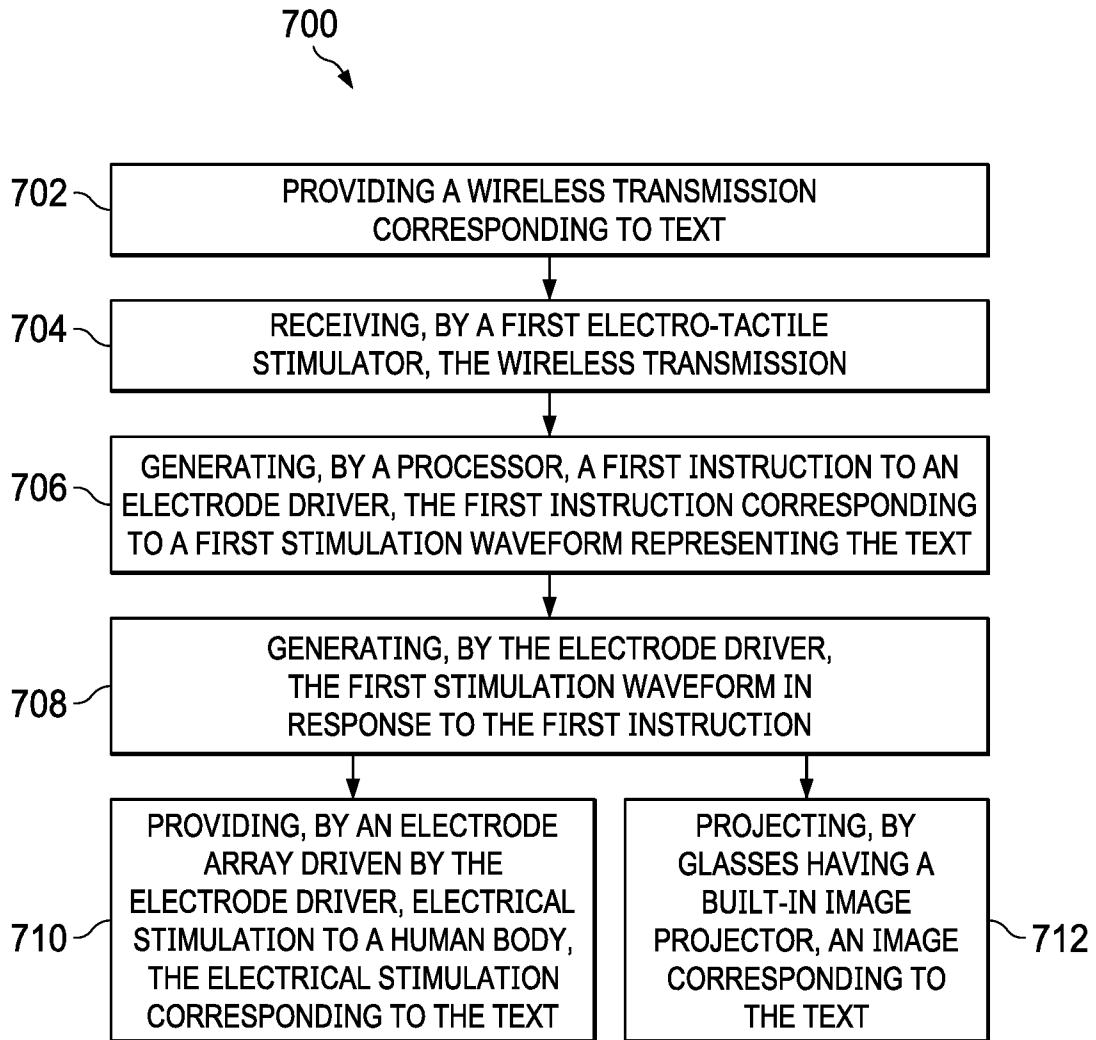 700
702
PROVIDING A WIRELESS TRANSMISSION
CORRESPONDING TO TEXT
704
RECEIVING, BY A FIRST ELECTRO-TACTILE
STIMULATOR, THE WIRELESS TRANSMISSION
706
GENERATING, BY A PROCESSOR, A FIRST INSTRUCTION TO AN
ELECTRODE DRIVER, THE FIRST INSTRUCTION CORRESPONDING
TO A FIRST STIMULATION WAVEFORM REPRESENTING THE TEXT
708
GENERATING, BY THE ELECTRODE DRIVER,
THE FIRST STIMULATION WAVEFORM IN
RESPONSE TO THE FIRST INSTRUCTION
710
PROVIDING, BY AN ELECTRODE
ARRAY DRIVEN BY THE
ELECTRODE DRIVER, ELECTRICAL
STIMULATION TO A HUMAN BODY,
THE ELECTRICAL STIMULATION
CORRESPONDING TO THE TEXT
PROJECTING, BY
GLASSES HAVING A
BUILT-IN IMAGE
PROJECTOR, AN IMAGE
CORRESPONDING TO
THE TEXT
712